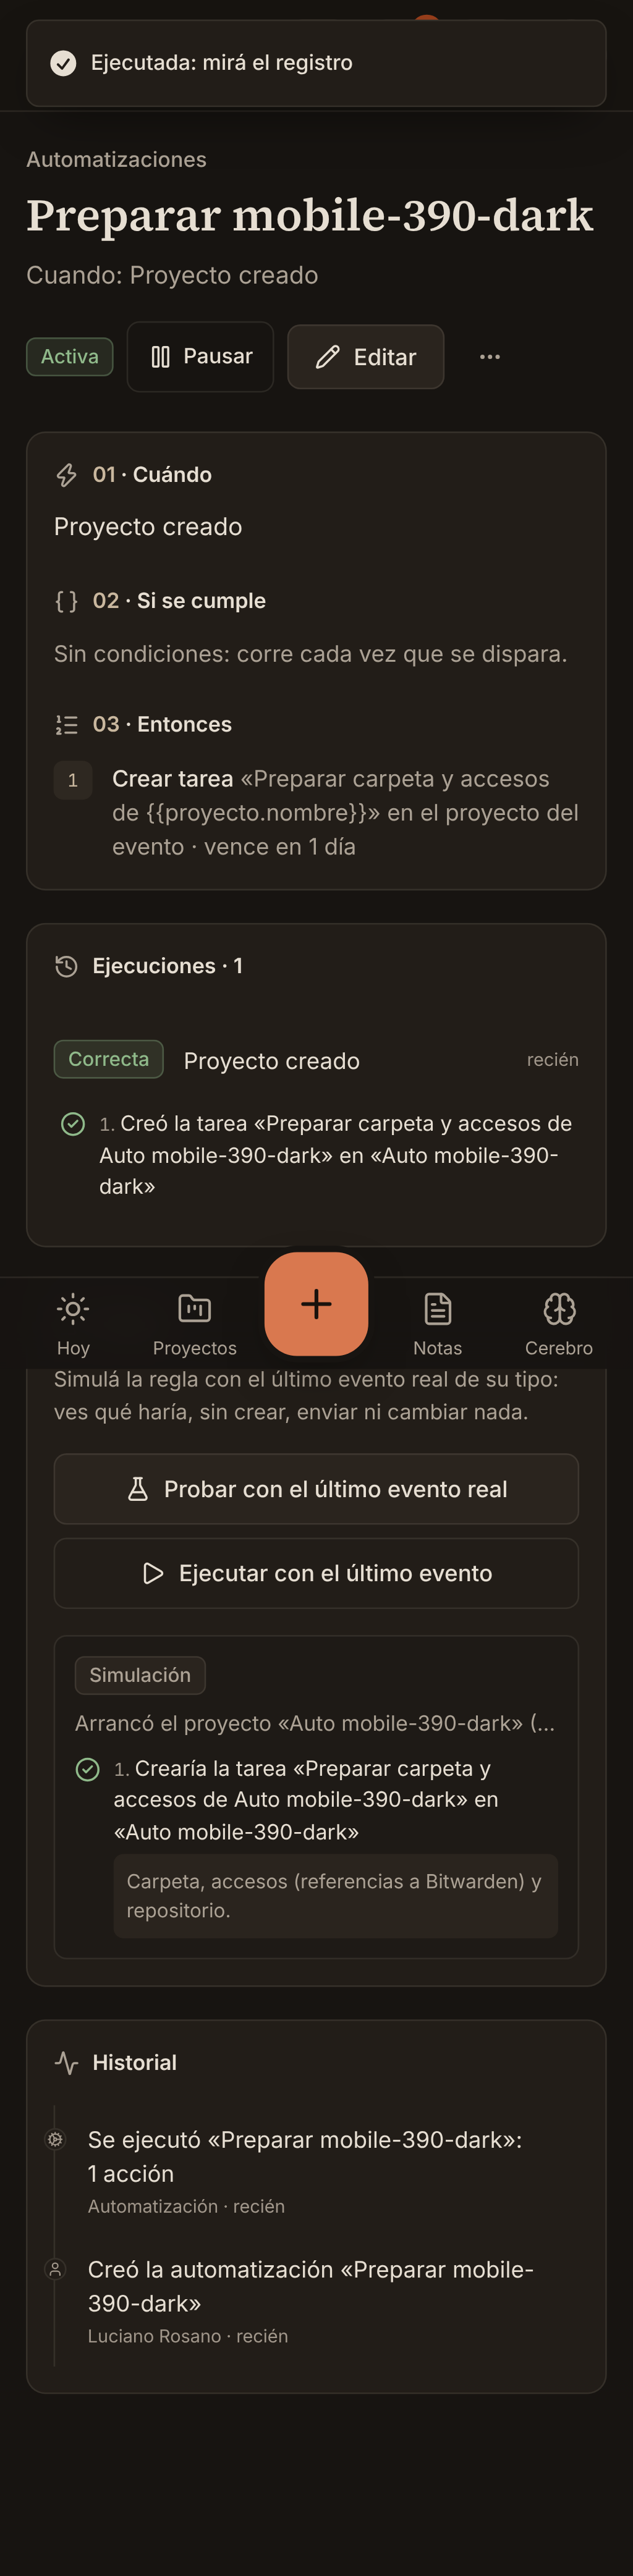 Ejecutada: mirá el registro
Automatizaciones
Preparar mobile-390-dark
Cuando: Proyecto creado
Activa
Pausar
Editar
01 · Cuándo
Proyecto creado
02 · Si se cumple
Sin condiciones: corre cada vez que se dispara.
03 · Entonces
1
Crear tarea «Preparar carpeta y accesos
de {{proyecto.nombre}}» en el proyecto del
evento · vence en 1 día
Ejecuciones · 1
Correcta
Proyecto creado
recién
1. Creó la tarea «Preparar carpeta y accesos de
Auto mobile-390-dark» en «Auto mobile-390-
dark»
Hoy
Proyectos
Notas
Cerebro
Simulá la regla con el último evento real de su tipo:
ves qué haría, sin crear, enviar ni cambiar nada.
Probar con el último evento real
Ejecutar con el último evento
Simulación
Arrancó el proyecto «Auto mobile-390-dark» (...
1. Crearía la tarea «Preparar carpeta y
accesos de Auto mobile-390-dark» en
«Auto mobile-390-dark»
Carpeta, accesos (referencias a Bitwarden) y
repositorio.
Historial
Se ejecutó «Preparar mobile-390-dark»:
1 acción
Automatización · recién
Creó la automatización «Preparar mobile-
390-dark»
Luciano Rosano · recién